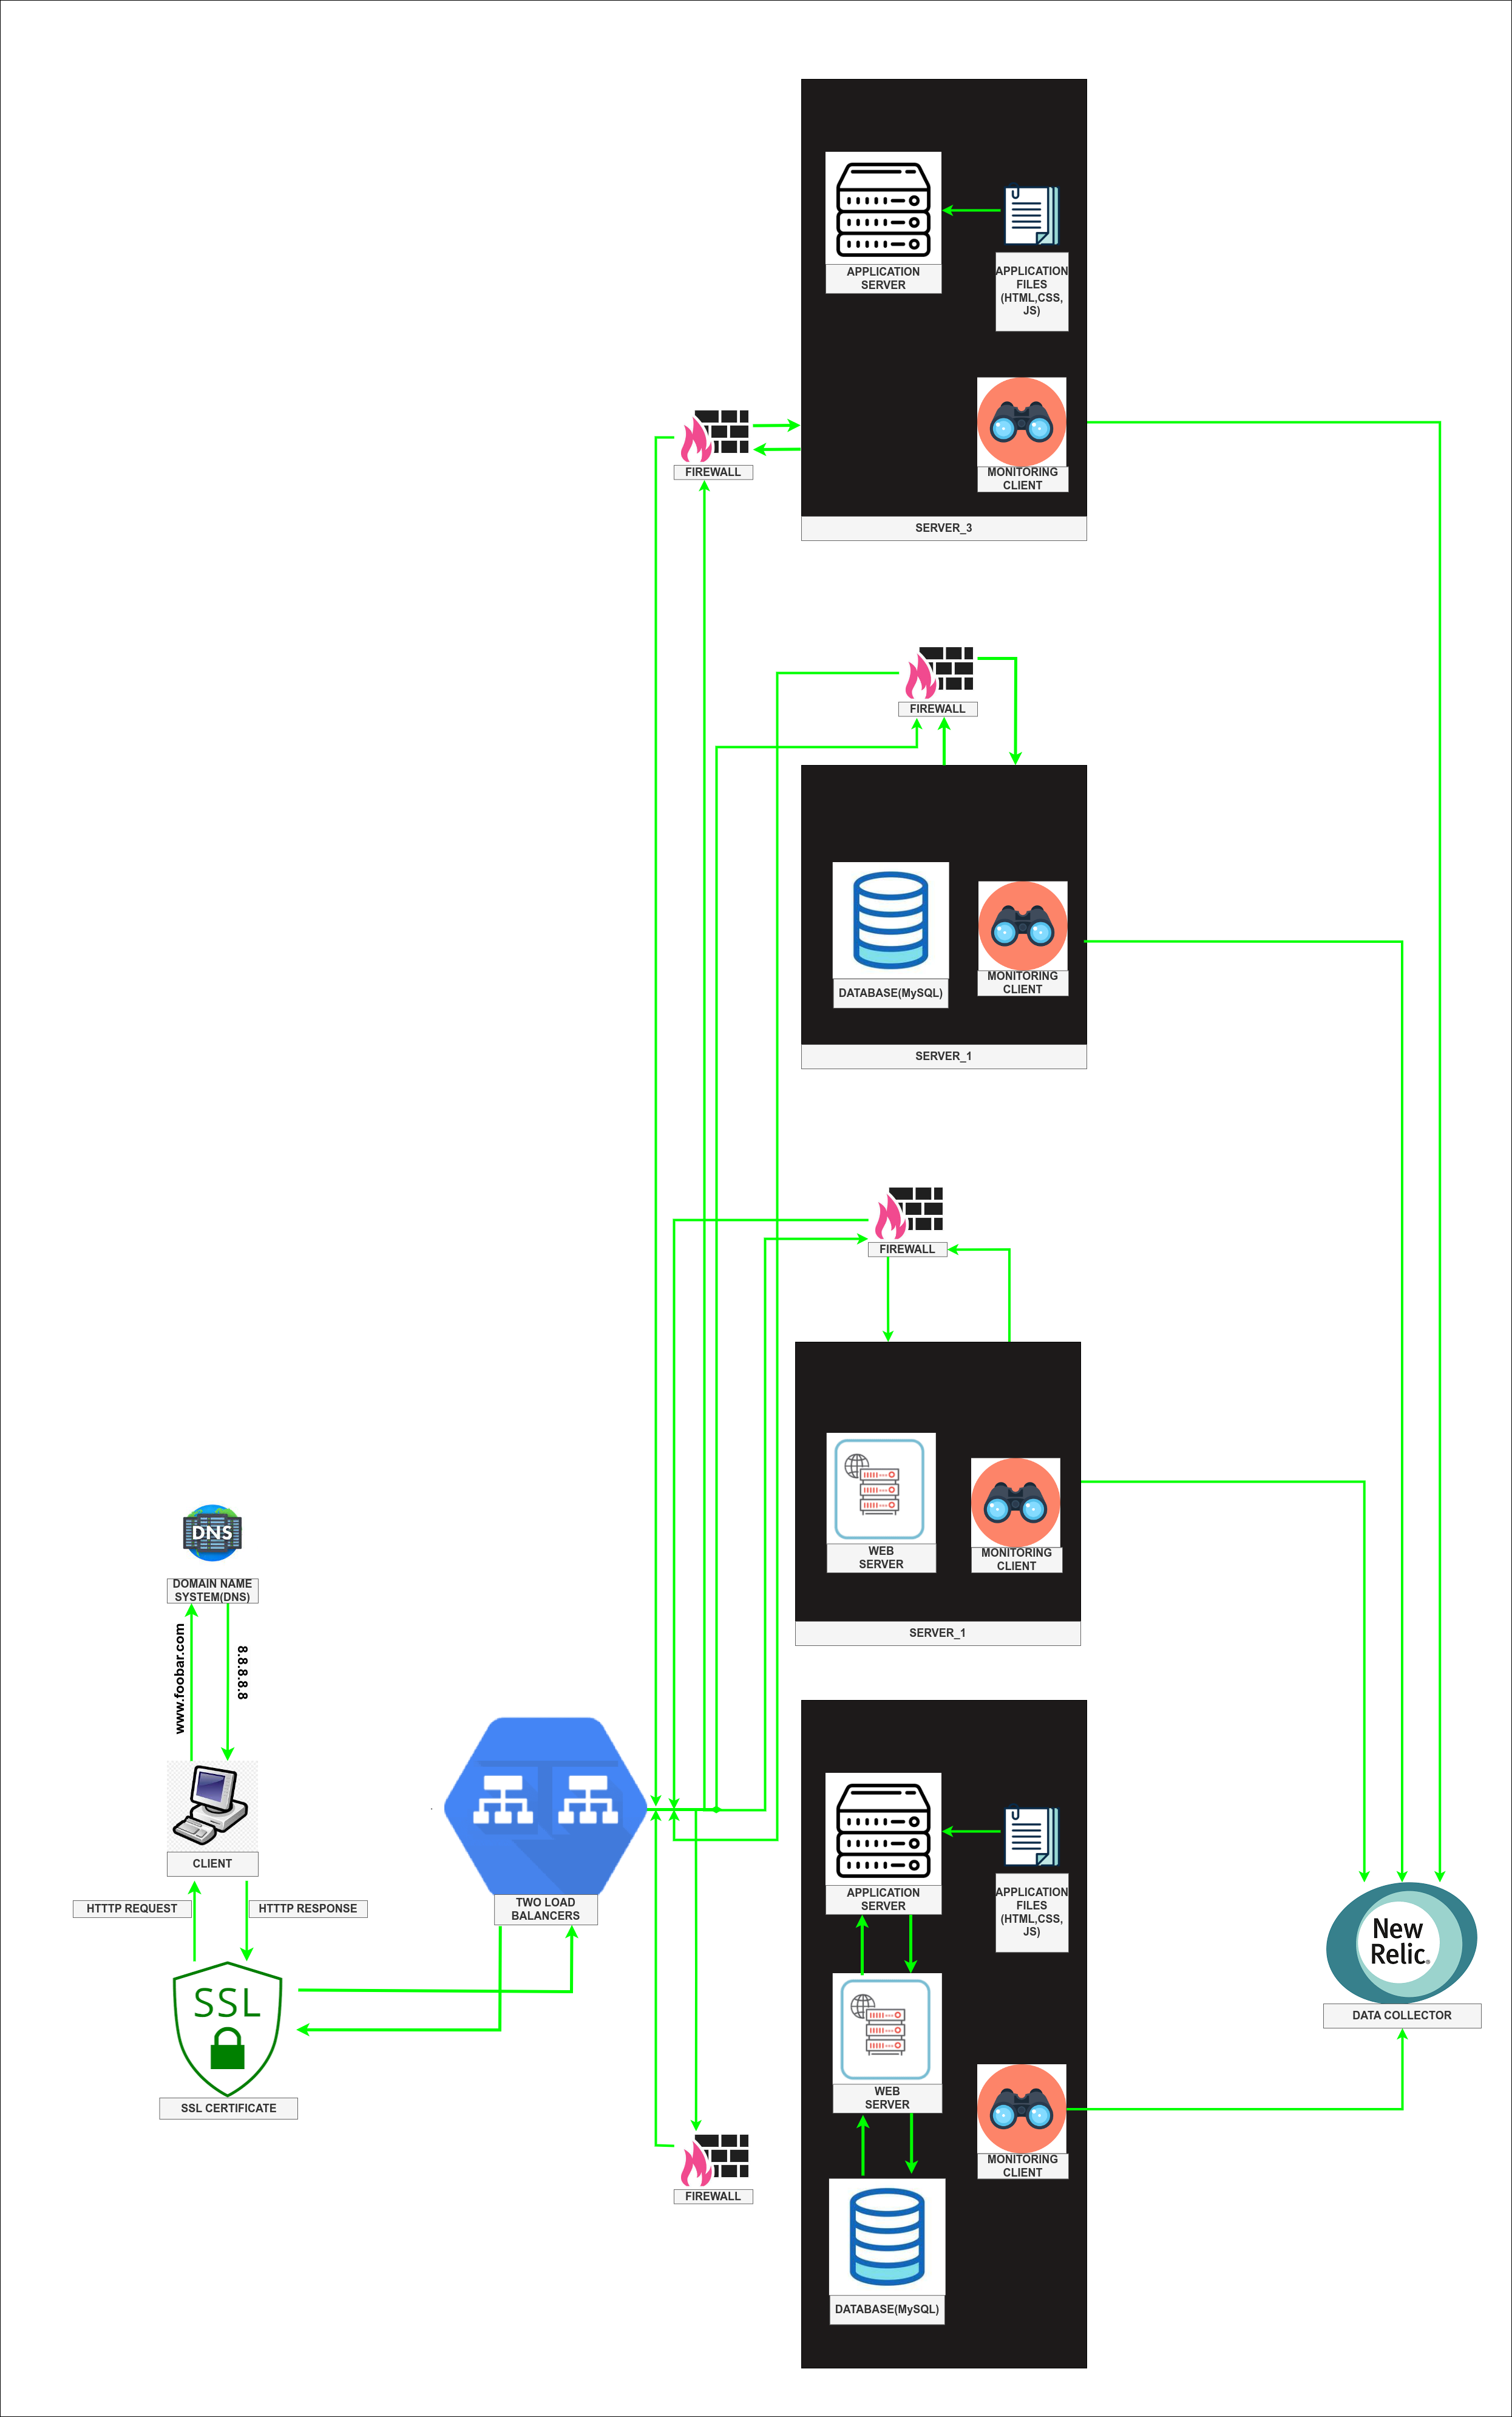 APPLICATION
SERVER
APPLICATION
FILES
(HTML,CSS,
JS)
FIREWALL
MONITORING
CLIENT
SERVER_3
FIREWALL
DATABASE(MySQL)
MONITORING
CLIENT
SERVER_1
FIREWALL
WEB
SERVER
MONITORING
CLIENT
SERVER_1
DNS
DOMAIN NAME
SYSTEM(DNS)
www.foobar.com
8.8.8.8.8
CLIENT
HTTTP REQUEST
HTTTP RESPONSE
SSL
SSL CERTIFICATE
TWO LOAD
BALANCERS
APPLICATION
SERVER
APPLICATION
FILES
(HTML,CSS,
JS)
WEB
SERVER
MONITORING
CLIENT
FIREWALL
DATABASE(MySQL)
New
Relic®
DATA COLLECTOR